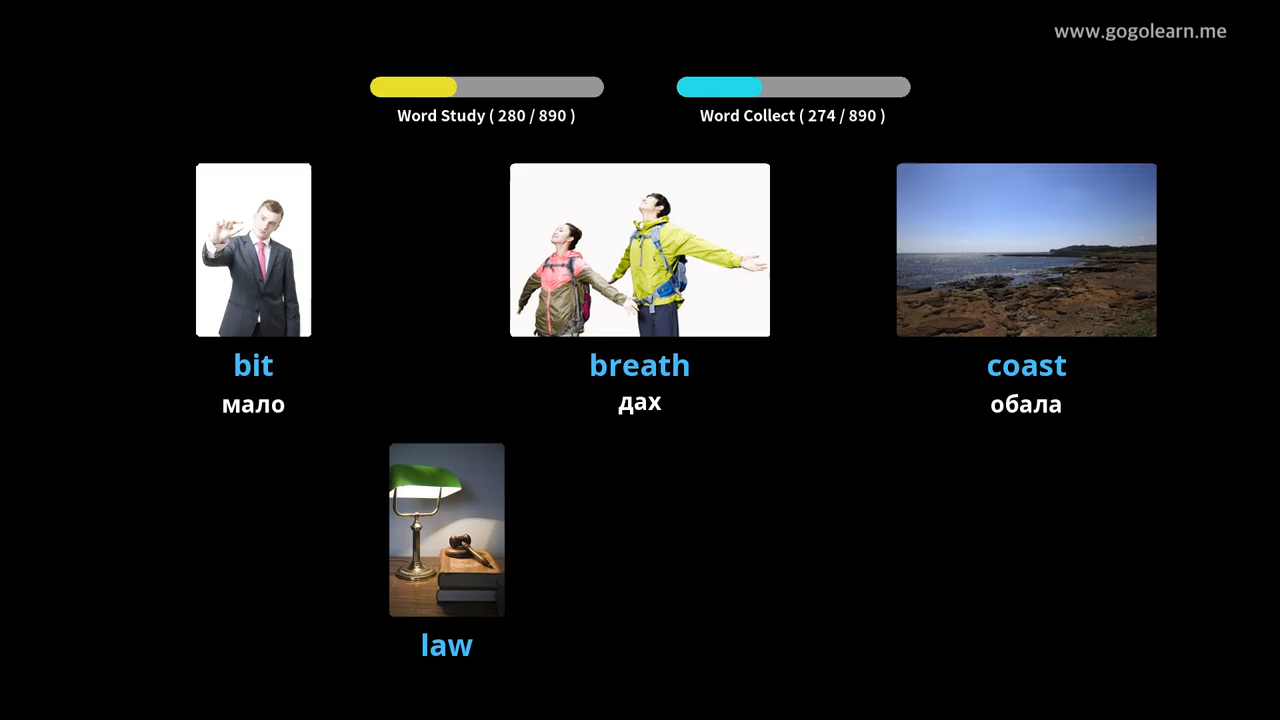 www.gogolearn.me
Word Study ( 280 / 890 )
Word Collect ( 274 / 890 )
bit
мало
breath
дах
coast
обала
law